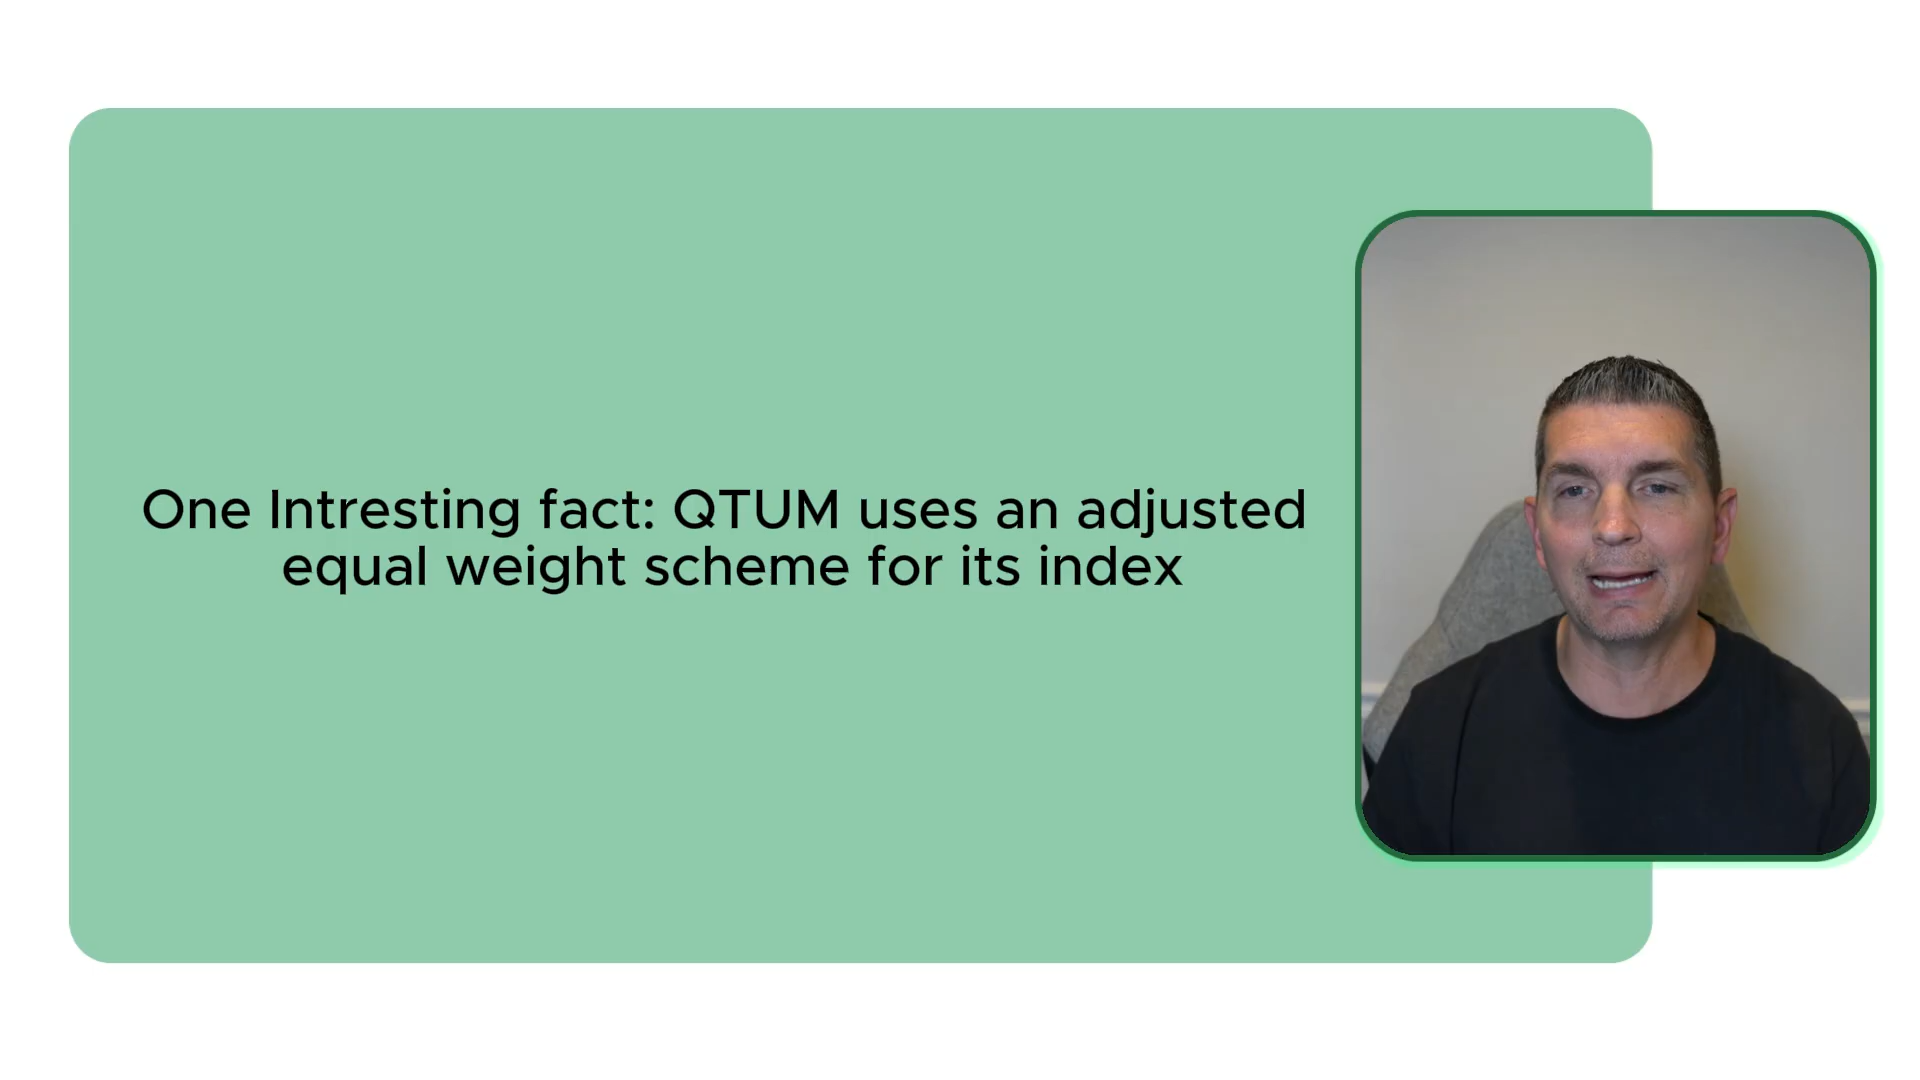 One Intresting fact: QTUM uses an adjusted
equal weight scheme for its index